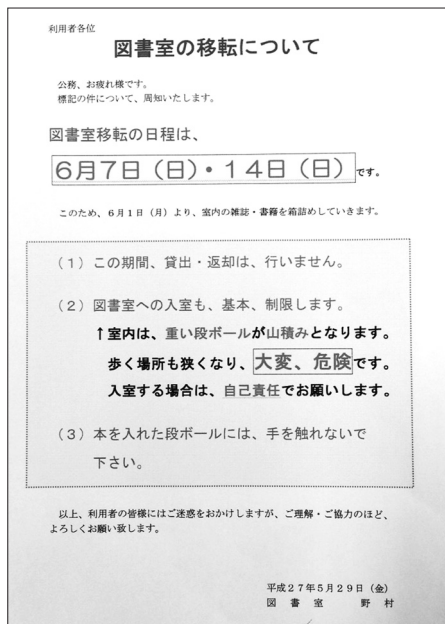 利用者各位
図書室の移転について
公務、お疲れ様です。
標記の件について、周知いたします。
図書室移転の日程は、
6月7日（日）・14日（日）です。
このため、6月1日（月）より、室内の雑誌・書籍を箱詰めしていきます。
（1）この期間、貸出・返却は、行いません。
（2）図書室への入室も、基本、制限します。
↑室内は、重い段ボールが山積みとなります。
歩く場所も狭くなり、大変、危険です。
入室する場合は、自己責任でお願いします。
（3）本を入れた段ボールには、手を触れないで
下さい。
以上、利用者の皆様にはご迷惑をおかけしますが、ご理解・ご協力のほど、
よろしくお願い致します。
平成27年5月29日（金）
図　書　室　　野　村